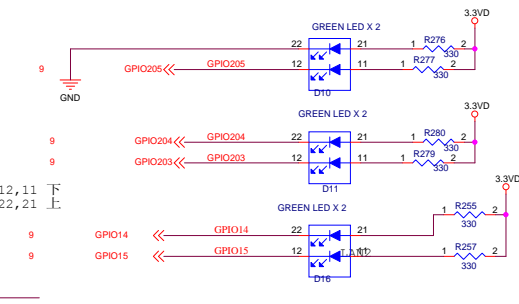 3.3VD
GREEN LED X 2
22 21 1 R276 2
330
9 GPIO205 GPIO205 12 11 1 R277 2
330
GND
D10
3.3VD
GREEN LED X 2
9 GPIO204 GPIO204 22 21 1 R280 2
330
9 GPIO203 GPIO203 12 11 1 R279 2
330
D11
12,11 下
22,21 上
3.3VD
GREEN LED X 2
1 R255 2
330
9 GPIO14 GPIO14 22 21
9 GPIO15 GPIO15 12 11 1 R257 2
330
D16